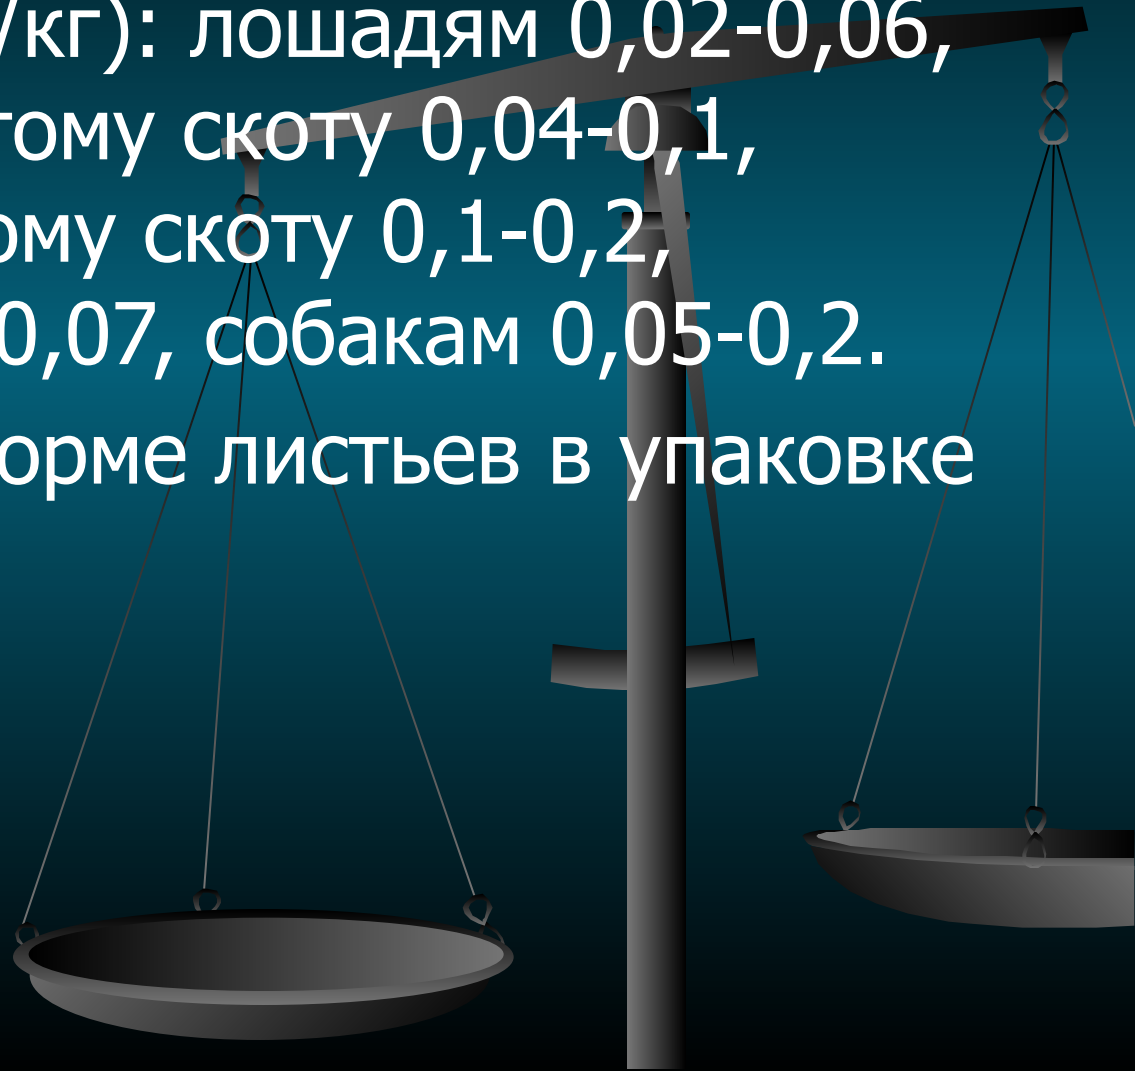 /кг): лошадям 0,02-0,06,
тому скоту 0,04-0,1,
ому скоту 0,1-0,2,
0,07, собакам 0,05-0,2.
орме листьев в упаковке